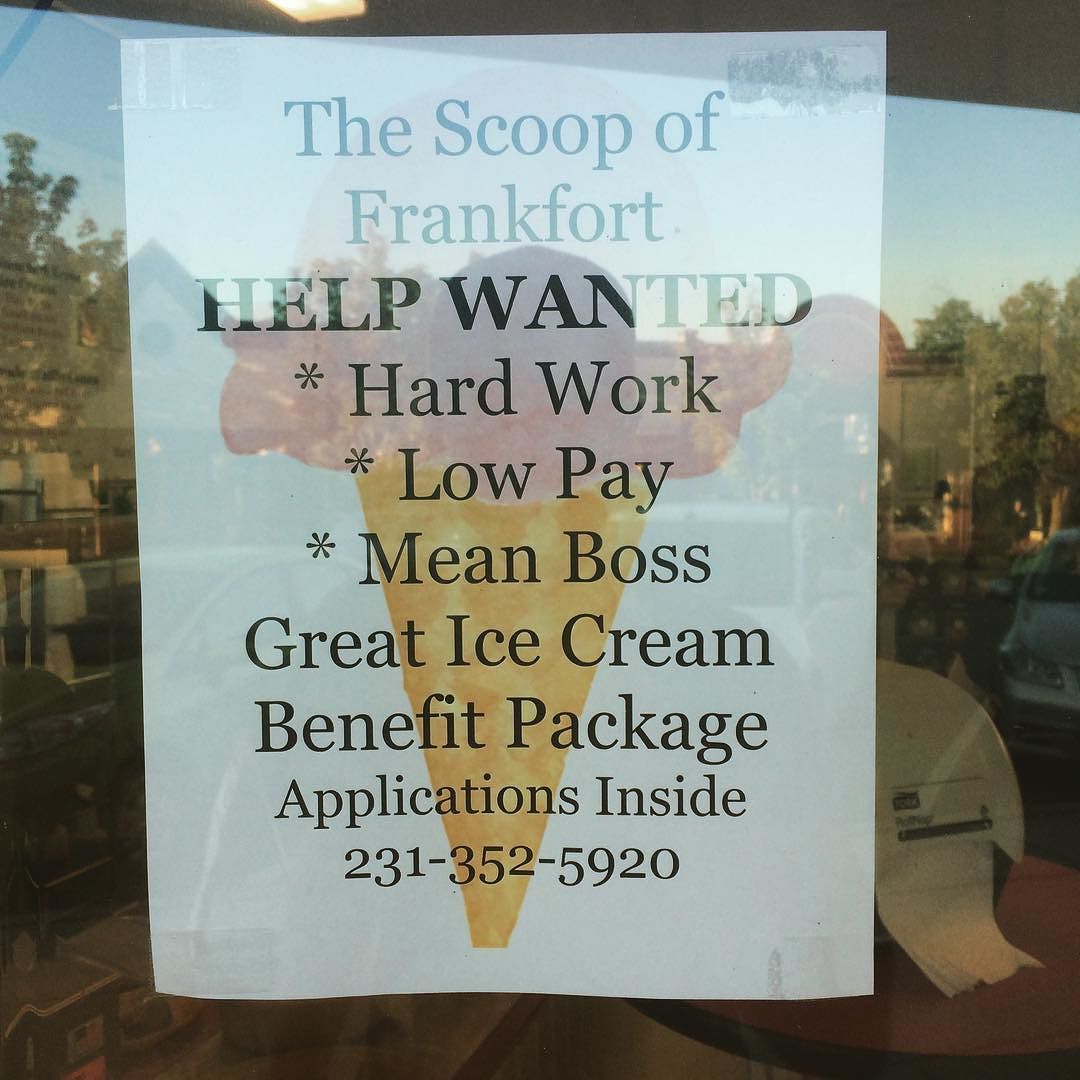 The Scoop of
Frankfort
HELP WANTED
* Hard Work
* Low Pay
* Mean Boss
Great Ice Cream
Benefit Package
Applications Inside
231-352-5920